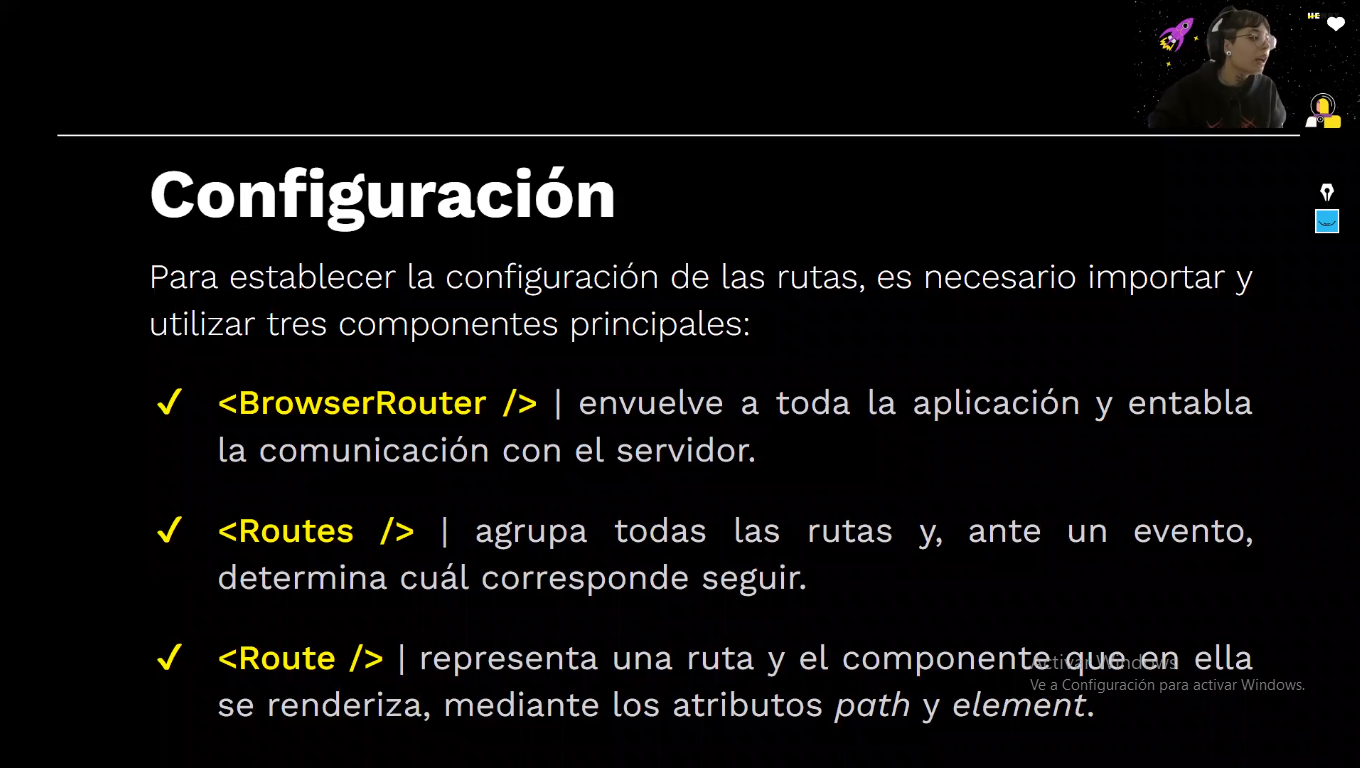 HE
Configuración
Para establecer la configuración de las rutas, es necesario importar y
utilizar tres componentes principales:
✓ <BrowserRouter /> | envuelve a toda la aplicación y entabla
la comunicación con el servidor.
✓ <Routes /> | agrupa todas las rutas y, ante un evento,
determina cuál corresponde seguir.
✓ <Route /> | representa una ruta y el componente que en ella
se renderiza, mediante los atributos path y element.
Activar Windows
Ve a Configuración para activar Windows.